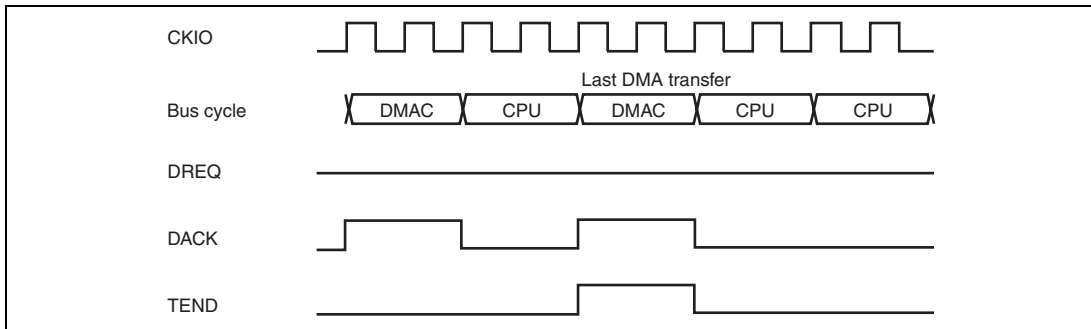 CKIO
Last DMA transfer
Bus cycle DMAC CPU DMAC CPU CPU
DREQ
DACK
TEND